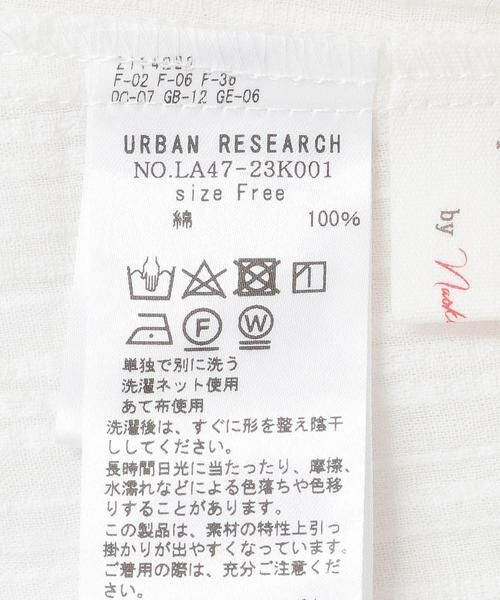 F-02 F-06 F-36
DC-07 GB-12 GE-06
URBAN RESEARCH
NO.LA47-23K001
size Free
綿 100%
F W
単独で別に洗う
洗濯ネット使用
あて布使用
洗濯後は、すぐに形を整え陰干
ししてください。
長時間日光に当たったり、摩擦、
水濡れなどによる色落ちや色移
りすることがあります。
この製品は、素材の特性上引っ
掛かりが出やすくなっています。
ご着用の際は、充分ご注意くだ
さい。
by